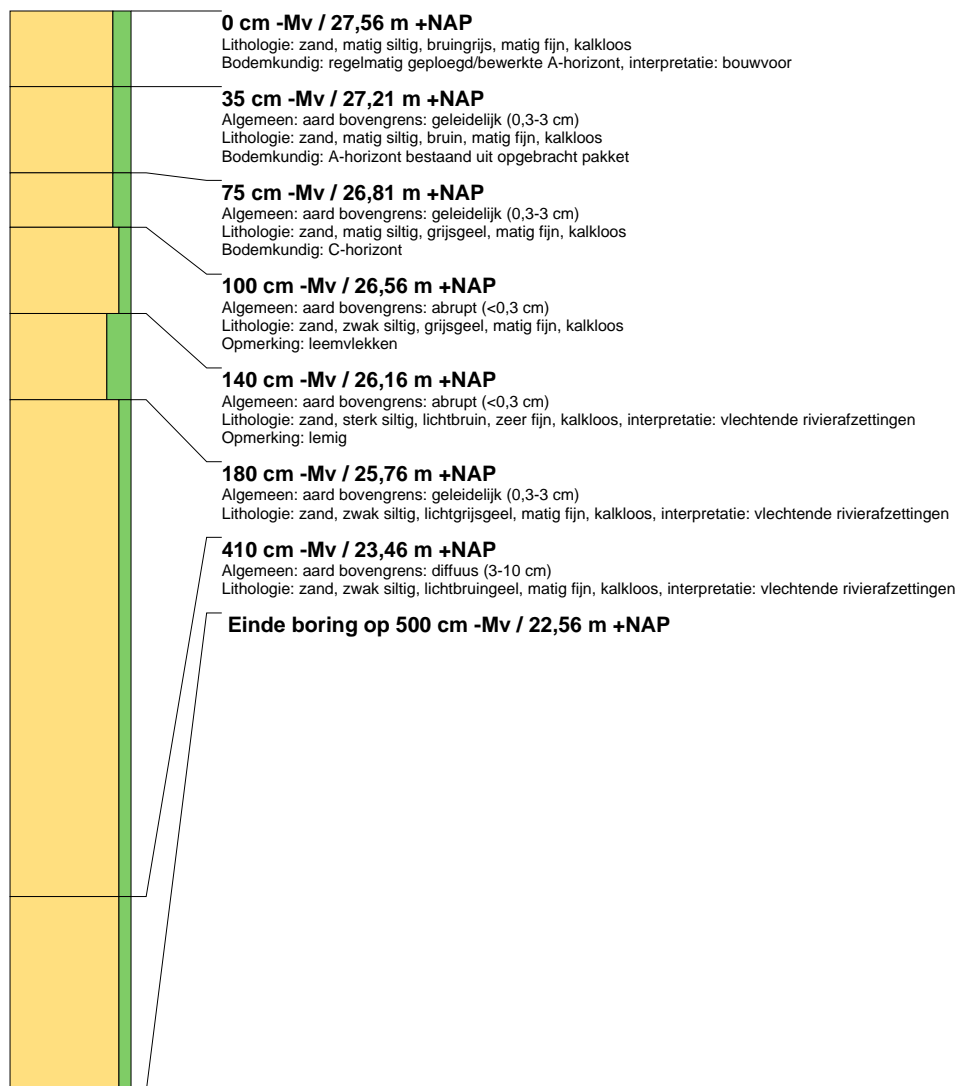 0 cm -Mv / 27,56 m +NAP
Lithologie: zand, matig siltig, bruingrijs, matig fijn, kalkloos
Bodemkundig: regelmatig geploegd/bewerkte A-horizont, interpretatie: bouwvoor
35 cm -Mv / 27,21 m +NAP
Algemeen: aard bovengrens: geleidelijk (0,3-3 cm)
Lithologie: zand, matig siltig, bruin, matig fijn, kalkloos
Bodemkundig: A-horizont bestaand uit opgebracht pakket
75 cm -Mv / 26,81 m +NAP
Algemeen: aard bovengrens: geleidelijk (0,3-3 cm)
Lithologie: zand, matig siltig, grijsgeel, matig fijn, kalkloos
Bodemkundig: C-horizont
100 cm -Mv / 26,56 m +NAP
Algemeen: aard bovengrens: abrupt (<0,3 cm)
Lithologie: zand, zwak siltig, grijsgeel, matig fijn, kalkloos
Opmerking: leemvlekken
140 cm -Mv / 26,16 m +NAP
Algemeen: aard bovengrens: abrupt (<0,3 cm)
Lithologie: zand, sterk siltig, lichtbruin, zeer fijn, kalkloos, interpretatie: vlechtende rivierafzettingen
Opmerking: lemig
180 cm -Mv / 25,76 m +NAP
Algemeen: aard bovengrens: geleidelijk (0,3-3 cm)
Lithologie: zand, zwak siltig, lichtgrijsgeel, matig fijn, kalkloos, interpretatie: vlechtende rivierafzettingen
410 cm -Mv / 23,46 m +NAP
Algemeen: aard bovengrens: diffuus (3-10 cm)
Lithologie: zand, zwak siltig, lichtbruingeel, matig fijn, kalkloos, interpretatie: vlechtende rivierafzettingen
Einde boring op 500 cm -Mv / 22,56 m +NAP